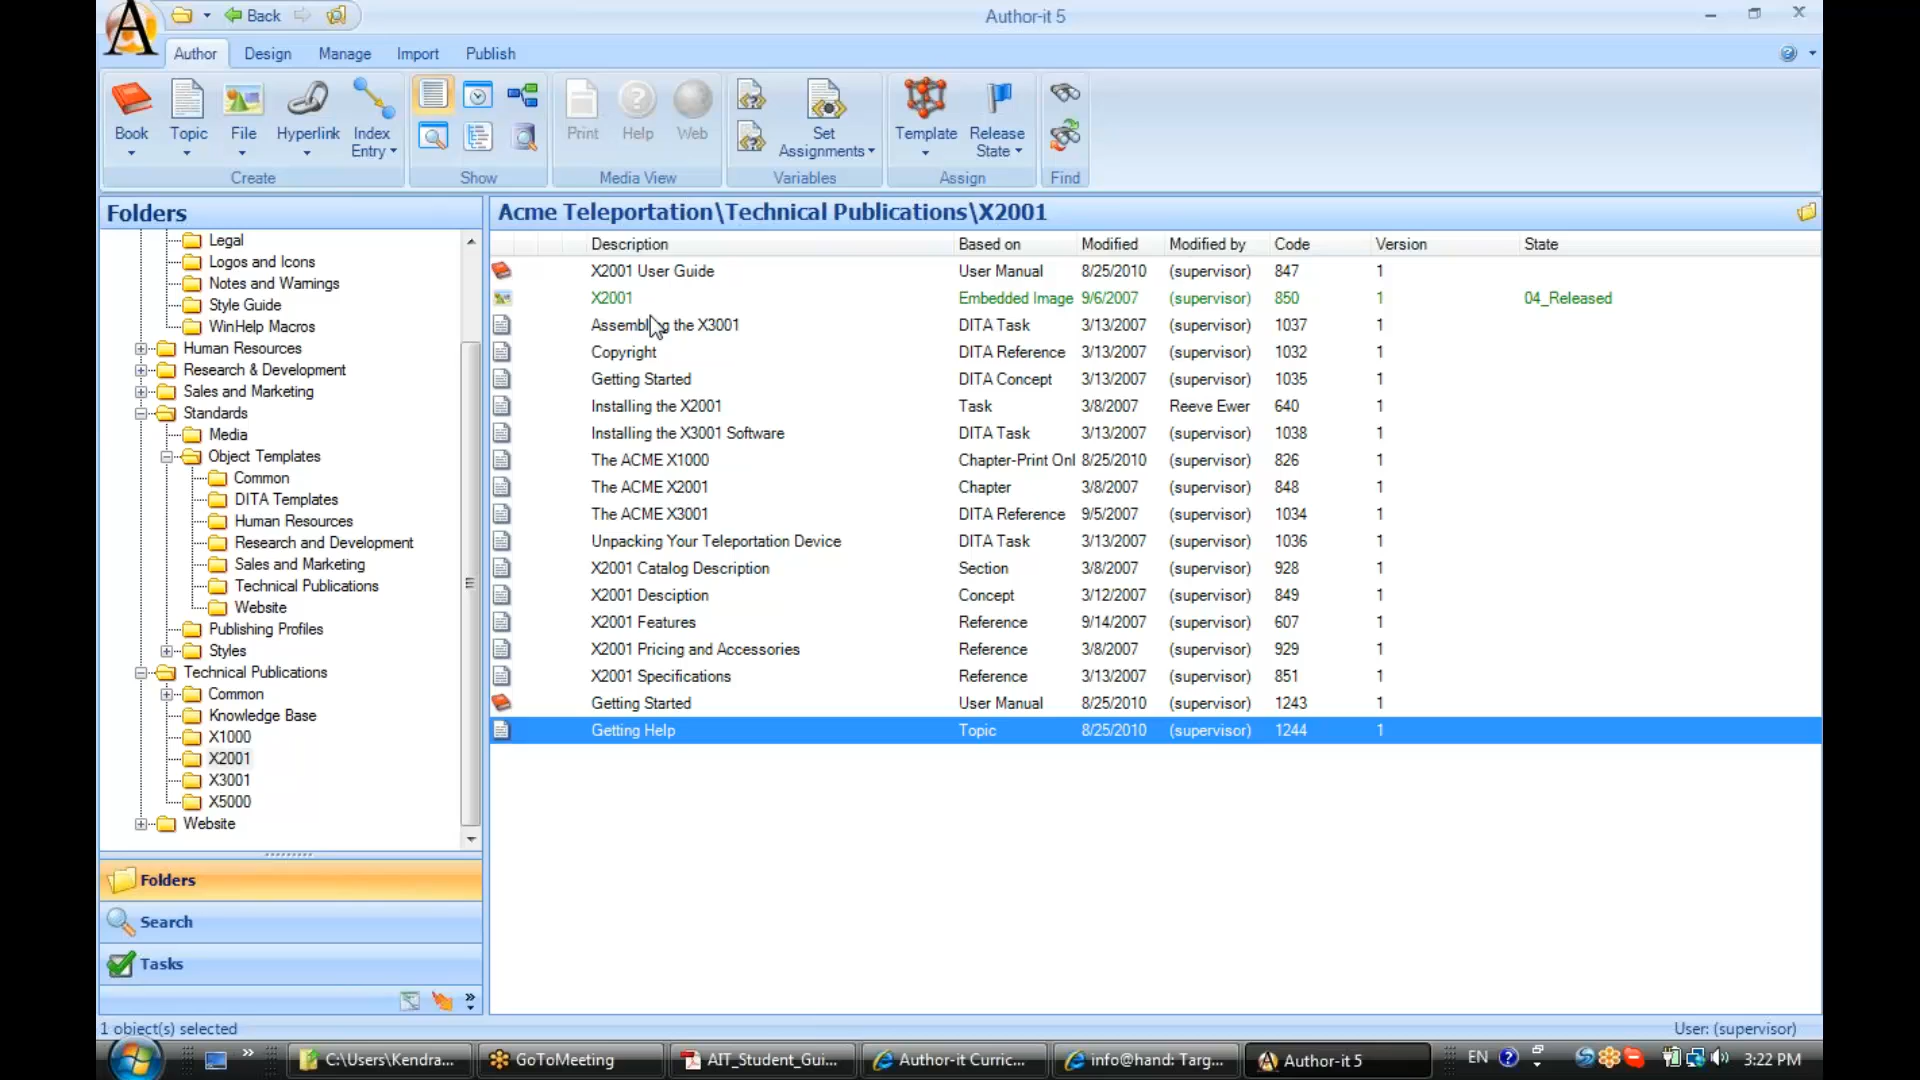 Back
Author-it 5
Author Design Manage Import Publish
Book Topic File Hyperlink Index Entry
Print Help Web
Set Assignments
Template Release State
Create Show Media View Variables Assign Find
Folders
Legal
Logos and Icons
Notes and Warnings
Style Guide
WinHelp Macros
Human Resources
Research & Development
Sales and Marketing
Standards
Media
Object Templates
Common
DITA Templates
Human Resources
Research and Development
Sales and Marketing
Technical Publications
Website
Publishing Profiles
Styles
Technical Publications
Common
Knowledge Base
X1000
X2001
X3001
X5000
Website
Folders
Search
Tasks
Acme Teleportation\Technical Publications\X2001
Description Based on Modified Modified by Code Version State
X2001 User Guide User Manual 8/25/2010 (supervisor) 847 1
X2001 Embedded Image 9/6/2007 (supervisor) 850 1 04_Released
Assembling the X3001 DITA Task 3/13/2007 (supervisor) 1037 1
Copyright DITA Reference 3/13/2007 (supervisor) 1032 1
Getting Started DITA Concept 3/13/2007 (supervisor) 1035 1
Installing the X2001 Task 3/8/2007 Reeve Ewer 640 1
Installing the X3001 Software DITA Task 3/13/2007 (supervisor) 1038 1
The ACME X1000 Chapter-Print Onl 8/25/2010 (supervisor) 826 1
The ACME X2001 Chapter 3/8/2007 (supervisor) 848 1
The ACME X3001 DITA Reference 9/5/2007 (supervisor) 1034 1
Unpacking Your Teleportation Device DITA Task 3/13/2007 (supervisor) 1036 1
X2001 Catalog Description Section 3/8/2007 (supervisor) 928 1
X2001 Desciption Concept 3/12/2007 (supervisor) 849 1
X2001 Features Reference 9/14/2007 (supervisor) 607 1
X2001 Pricing and Accessories Reference 3/8/2007 (supervisor) 929 1
X2001 Specifications Reference 3/13/2007 (supervisor) 851 1
Getting Started User Manual 8/25/2010 (supervisor) 1243 1
Getting Help Topic 8/25/2010 (supervisor) 1244 1
1 object(s) selected User: (supervisor)
C:\Users\Kendra... GoToMeeting AIT_Student_Gui... Author-it Curric... info@hand: Targ... Author-it 5 EN 3:22 PM